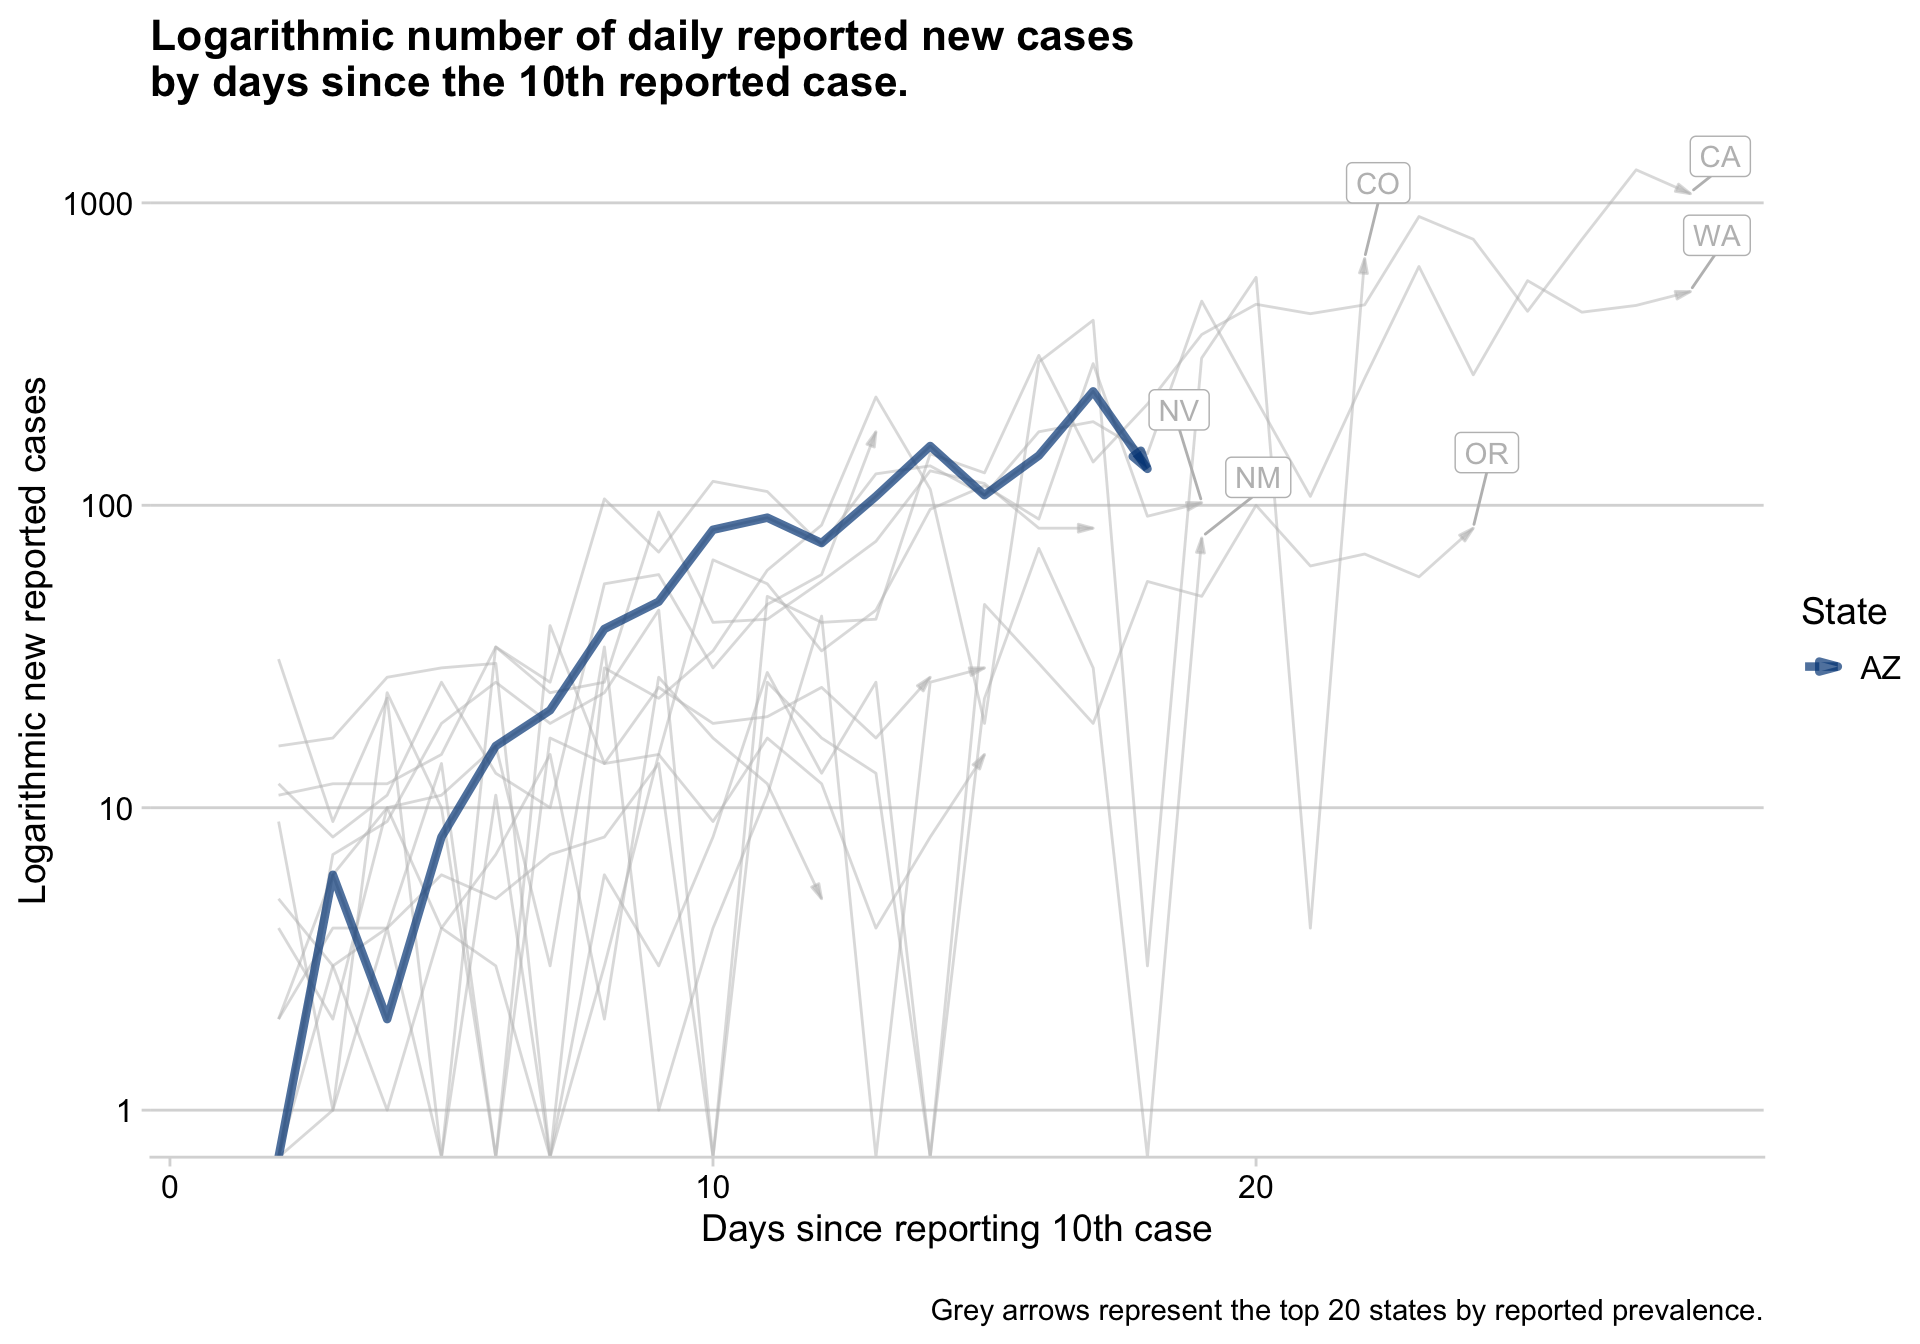 Logarithmic number of daily reported new cases
by days since the 10th reported case.
Logarithmic new reported cases
1000
100
10
1
CA
CO
WA
NV
OR
NM
State
AZ
0
10
20
Days since reporting 10th case
Grey arrows represent the top 20 states by reported prevalence.